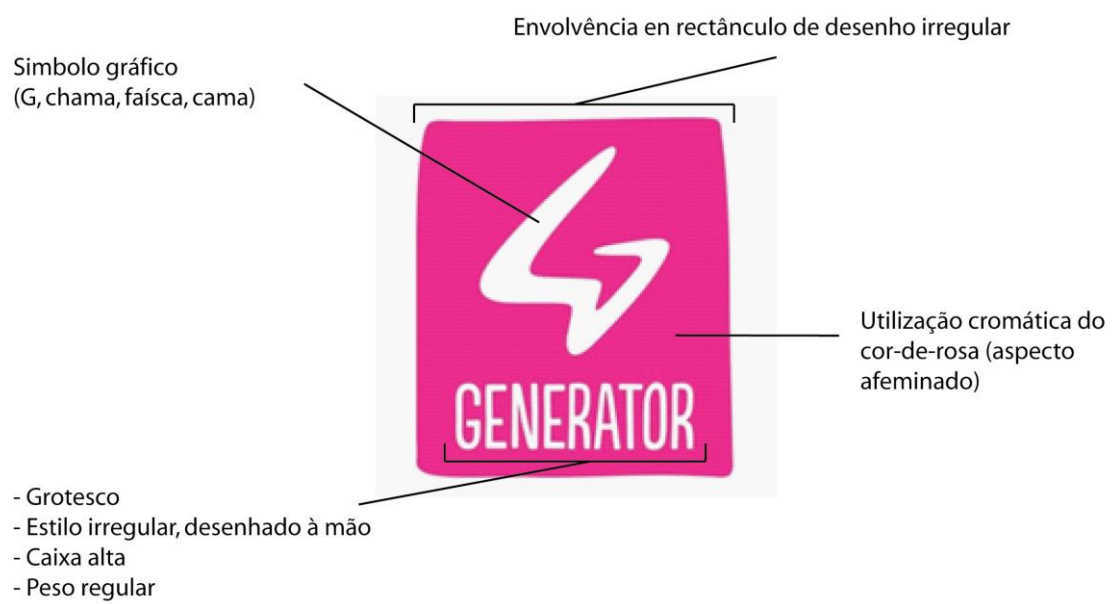 Envolvência en rectânculo de desenho irregular
Simbolo gráfico
(G, chama, faísca, cama)
GENERATOR
Utilização cromática do
cor-de-rosa (aspecto
afeminado)
- Grotesco
- Estilo irregular, desenhado à mão
- Caixa alta
- Peso regular